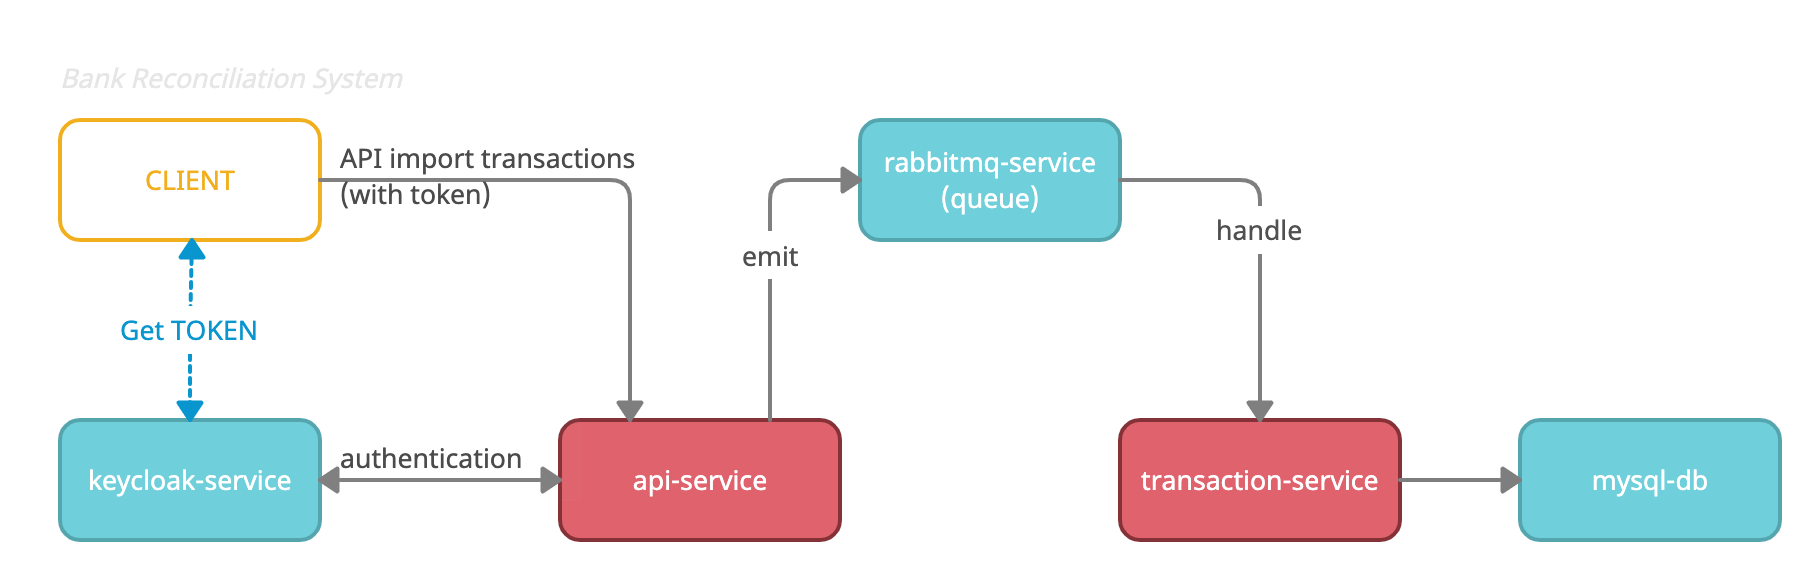 Bank Reconciliation System
CLIENT
API import transactions
(with token)
rabbitmq-service
(queue)
handle
emit
Get TOKEN
keycloak-service
authentication
api-service
transaction-service
mysql-db